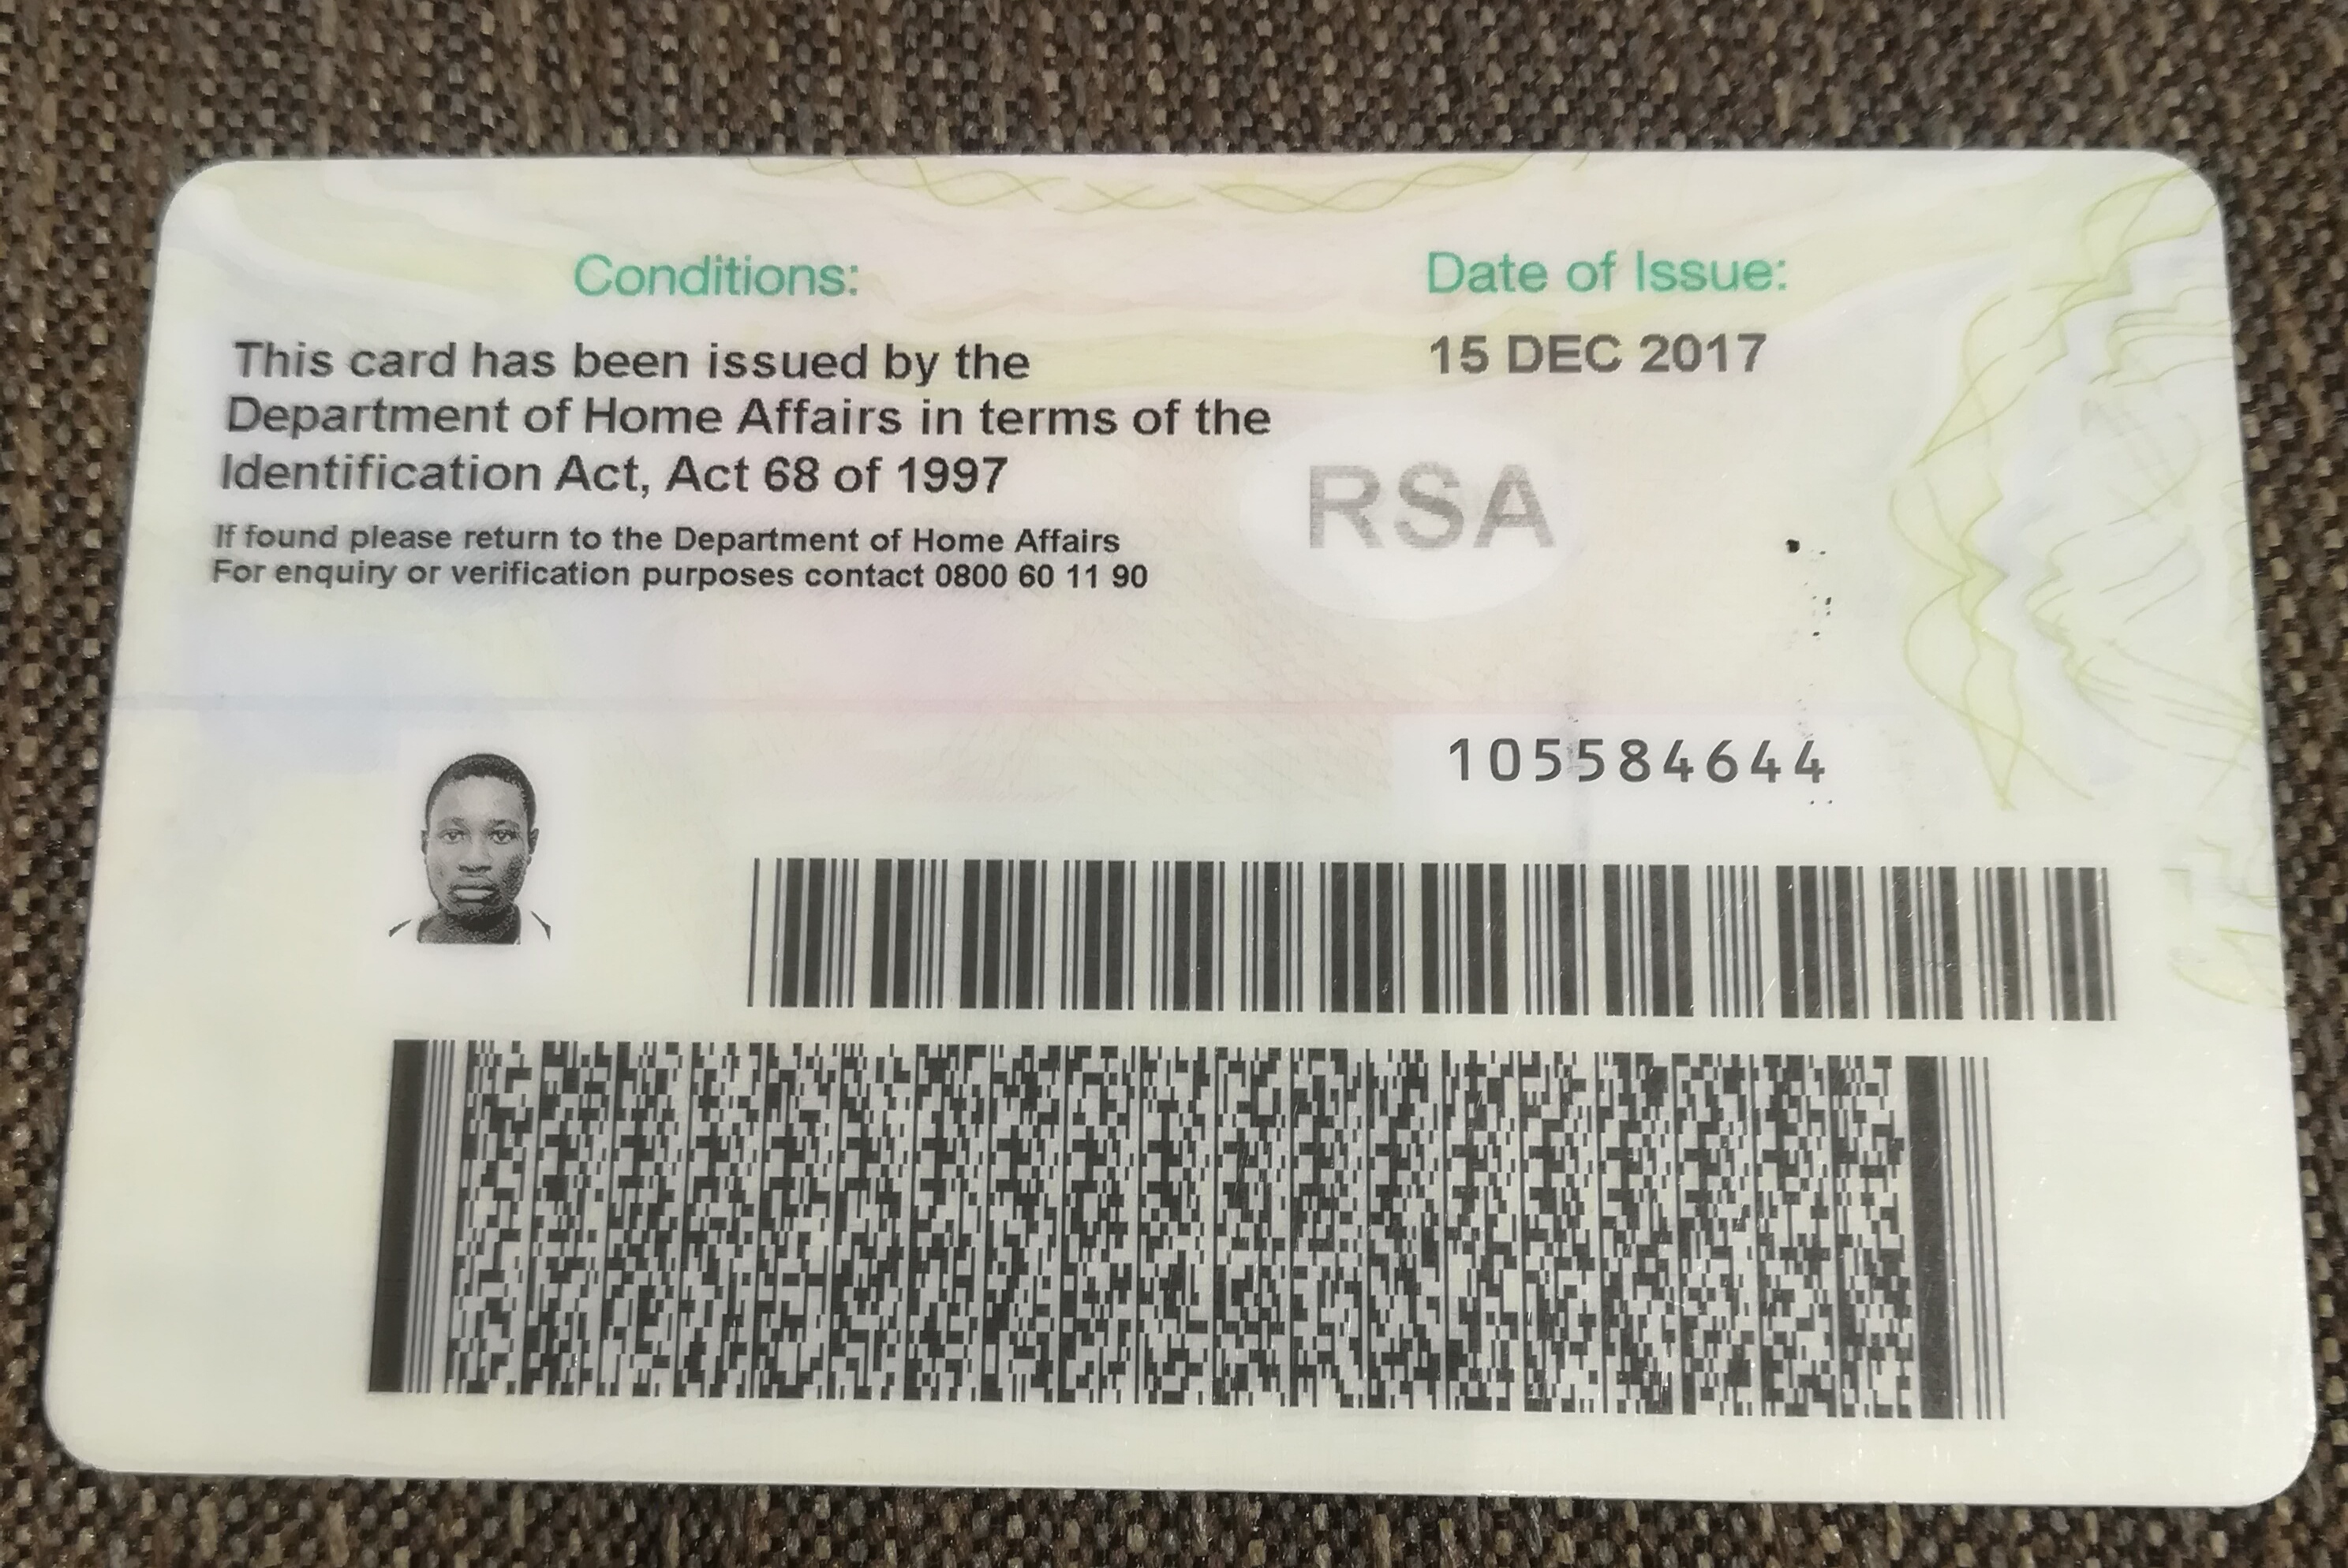 Conditions:
This card has been issued by the
Department of Home Affairs in terms of the
Identification Act, Act 68 of 1997
If found please return to the Department of Home Affairs
For enquiry or verification purposes contact 0800 60 11 90
Date of Issue:
15 DEC 2017
RSA
105584644